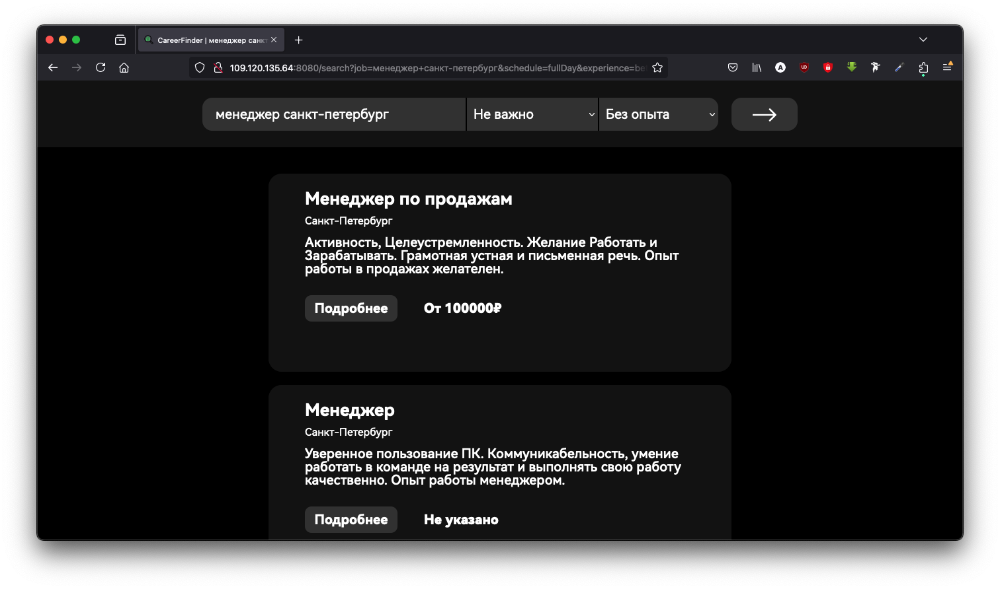 CareerFinder | менеджер санкт
109.120.135.64:8080/search?job=менеджер+санкт-петербург&schedule=fullDay&experience=be
менеджер санкт-петербург
Не важно
Без опыта
Менеджер по продажам
Санкт-Петербург
Активность, Целеустремленность. Желание Работать и
Зарабатывать. Грамотная устная и письменная речь. Опыт
работы в продажах желателен.
Подробнее
От 100000₽
Менеджер
Санкт-Петербург
Уверенное пользование ПК. Коммуникабельность, умение
работать в команде на результат и выполнять свою работу
качественно. Опыт работы менеджером.
Подробнее
Не указано